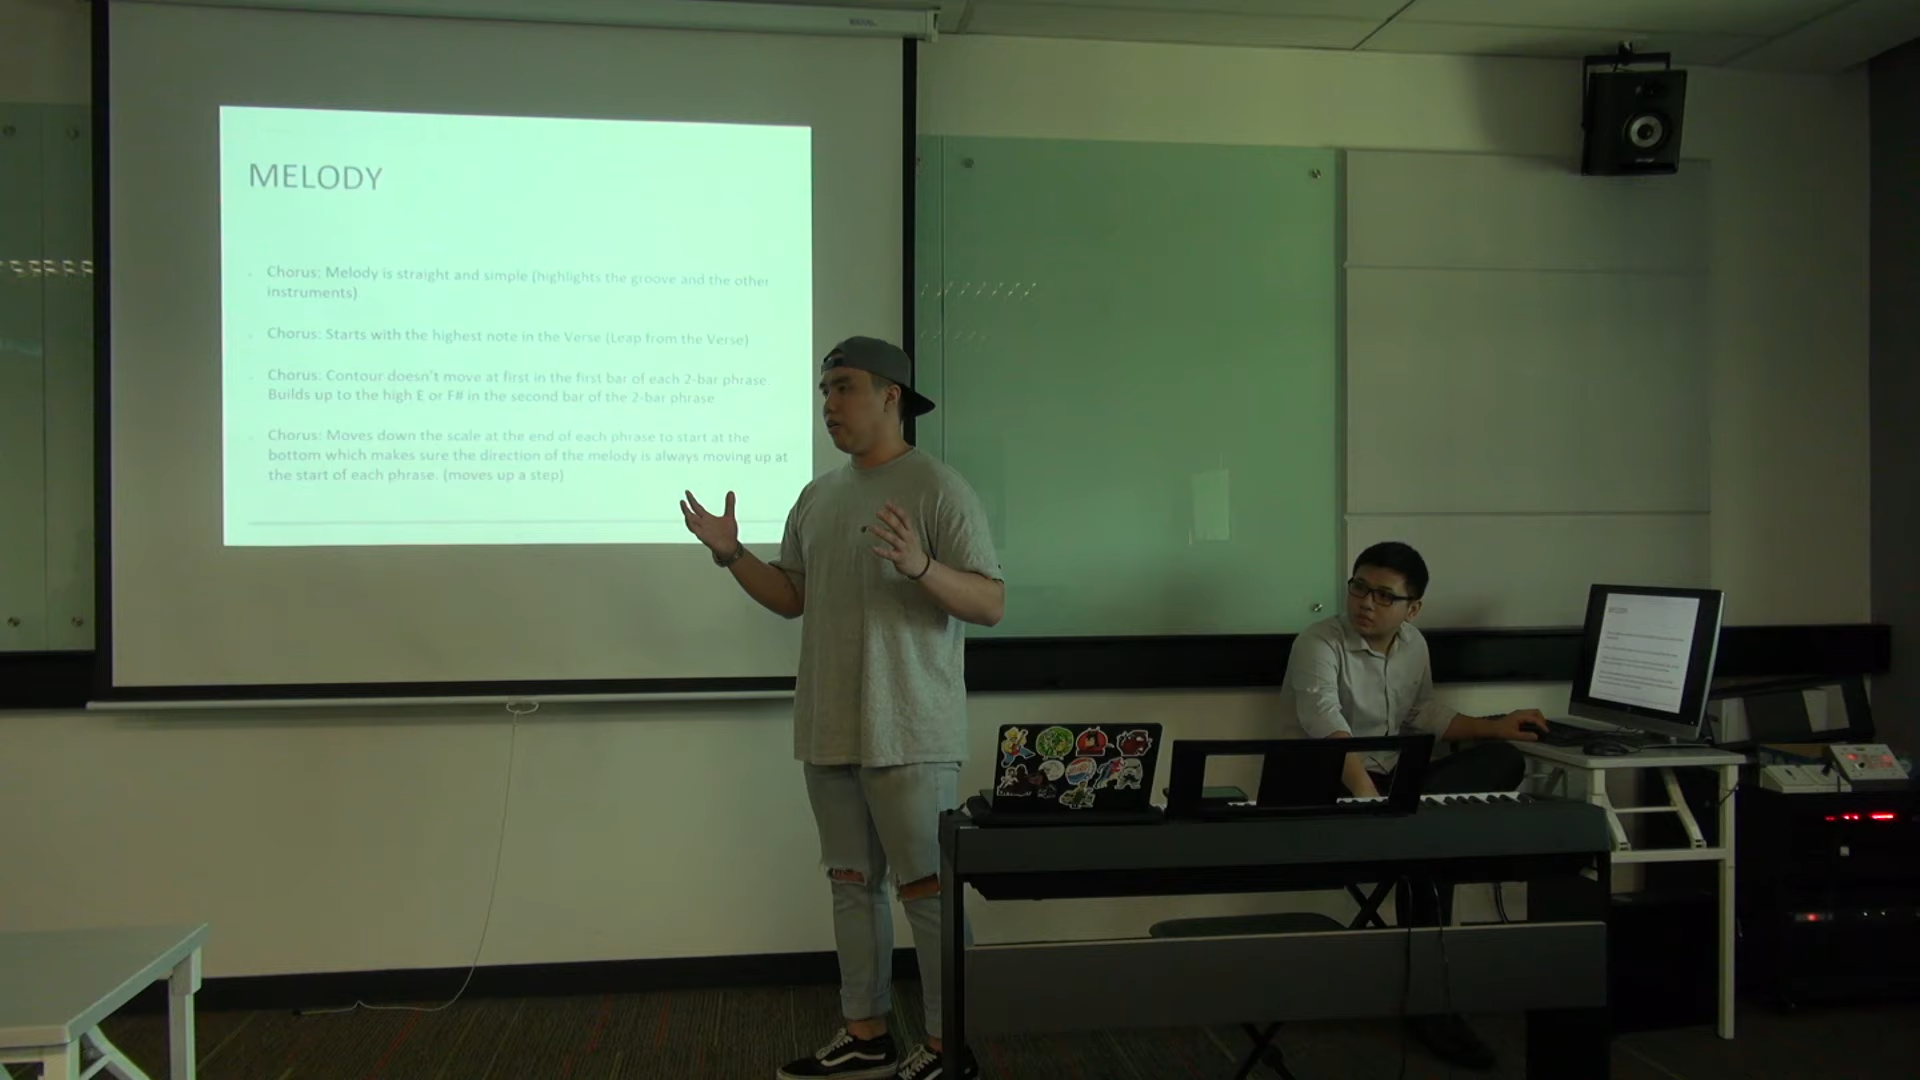 MELODY
Chorus: Melody is straight and simple (highlights the groove and the other
instruments)
Chorus: Starts with the highest note in the Verse (Leap from the Verse)
Chorus: Contour doesn't move at first in the first bar of each 2-bar phrase.
Builds up to the high E or F# in the second bar of the 2-bar phrase
Chorus: Moves down the scale at the end of each phrase to start at the
bottom which makes sure the direction of the melody is always moving up at
the start of each phrase. (moves up a step)